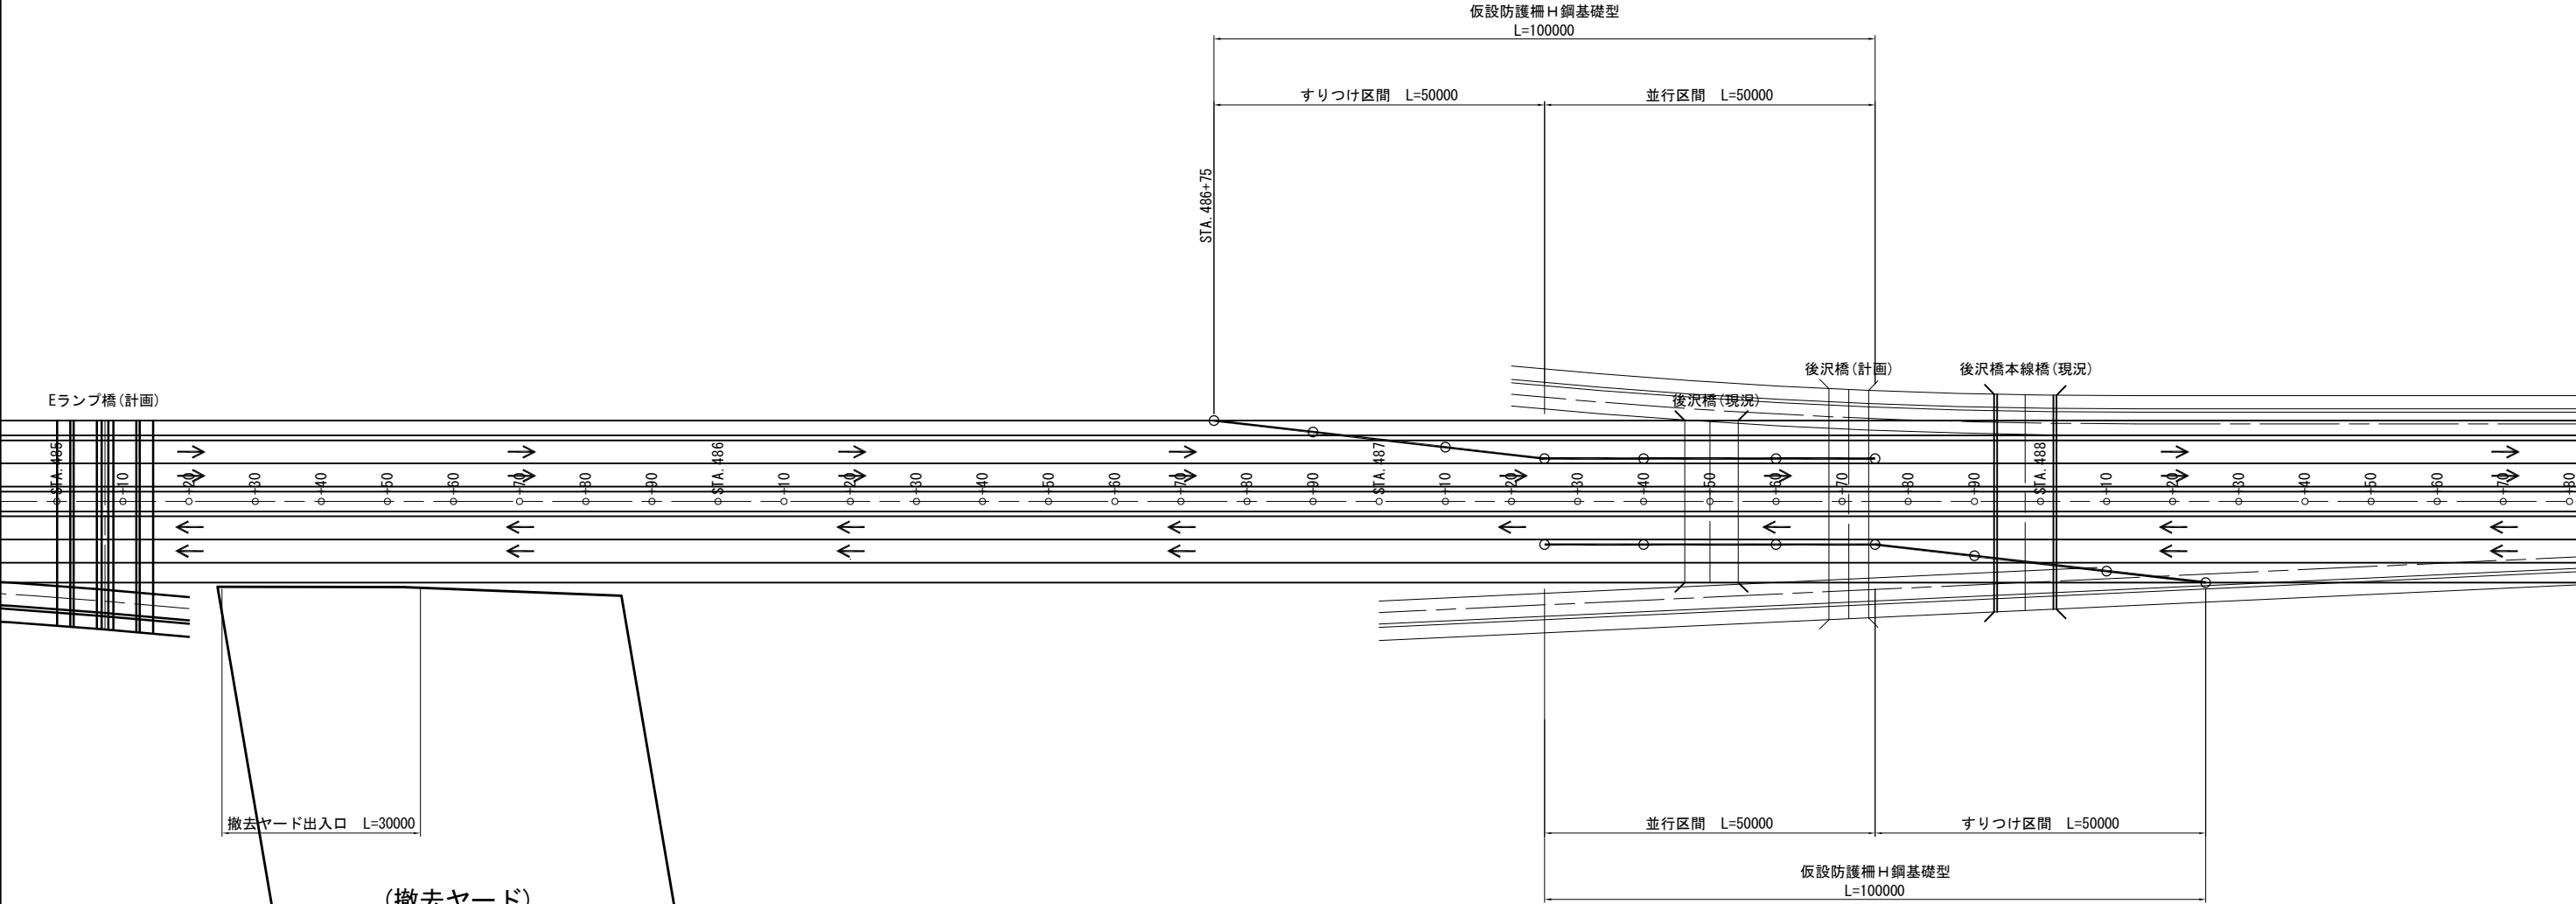 仮設防護柵H鋼基礎型
L=100000
すりつけ区間 L=50000
並行区間 L=50000
STA.486+75
Eランプ橋(計画)
後沢橋(現況)
後沢橋(計画)
後沢橋本線橋(現況)
STA.485
+10
+20
+30
+40
+50
+60
+70
+80
+90
STA.486
+10
+20
+30
+40
+50
+60
+70
+80
+90
STA.487
+10
+20
+30
+40
+50
+60
+70
+80
+90
STA.488
+10
+20
+30
+40
+50
+60
+70
+80
撤去ヤード出入口 L=30000
並行区間 L=50000
すりつけ区間 L=50000
仮設防護柵H鋼基礎型
L=100000
(撤去ヤード)